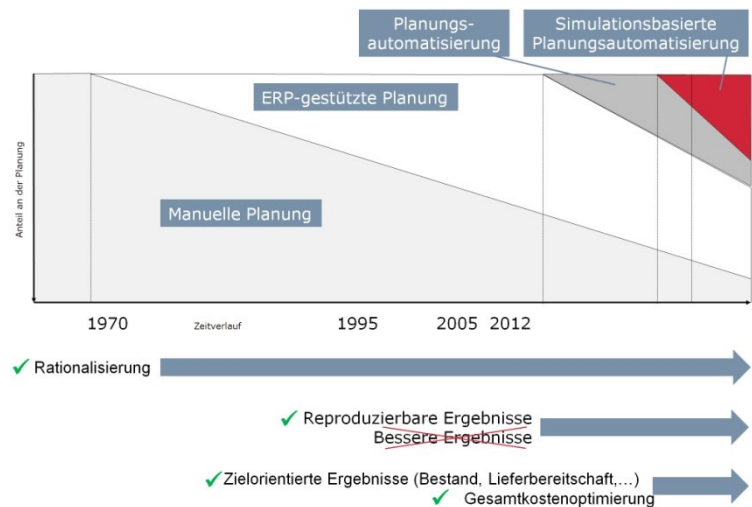 Planungs-
automatisierung
Simulationsbasierte
Planungsautomatisierung
ERP-gestützte Planung
Anteil an der Planung
Manuelle Planung
1970 Zeitverlauf 1995 2005 2012
Rationalisierung
Reproduzierbare Ergebnisse
Bessere Ergebnisse
Zielorientierte Ergebnisse (Bestand, Lieferbereitschaft,...)
Gesamtkostenoptimierung